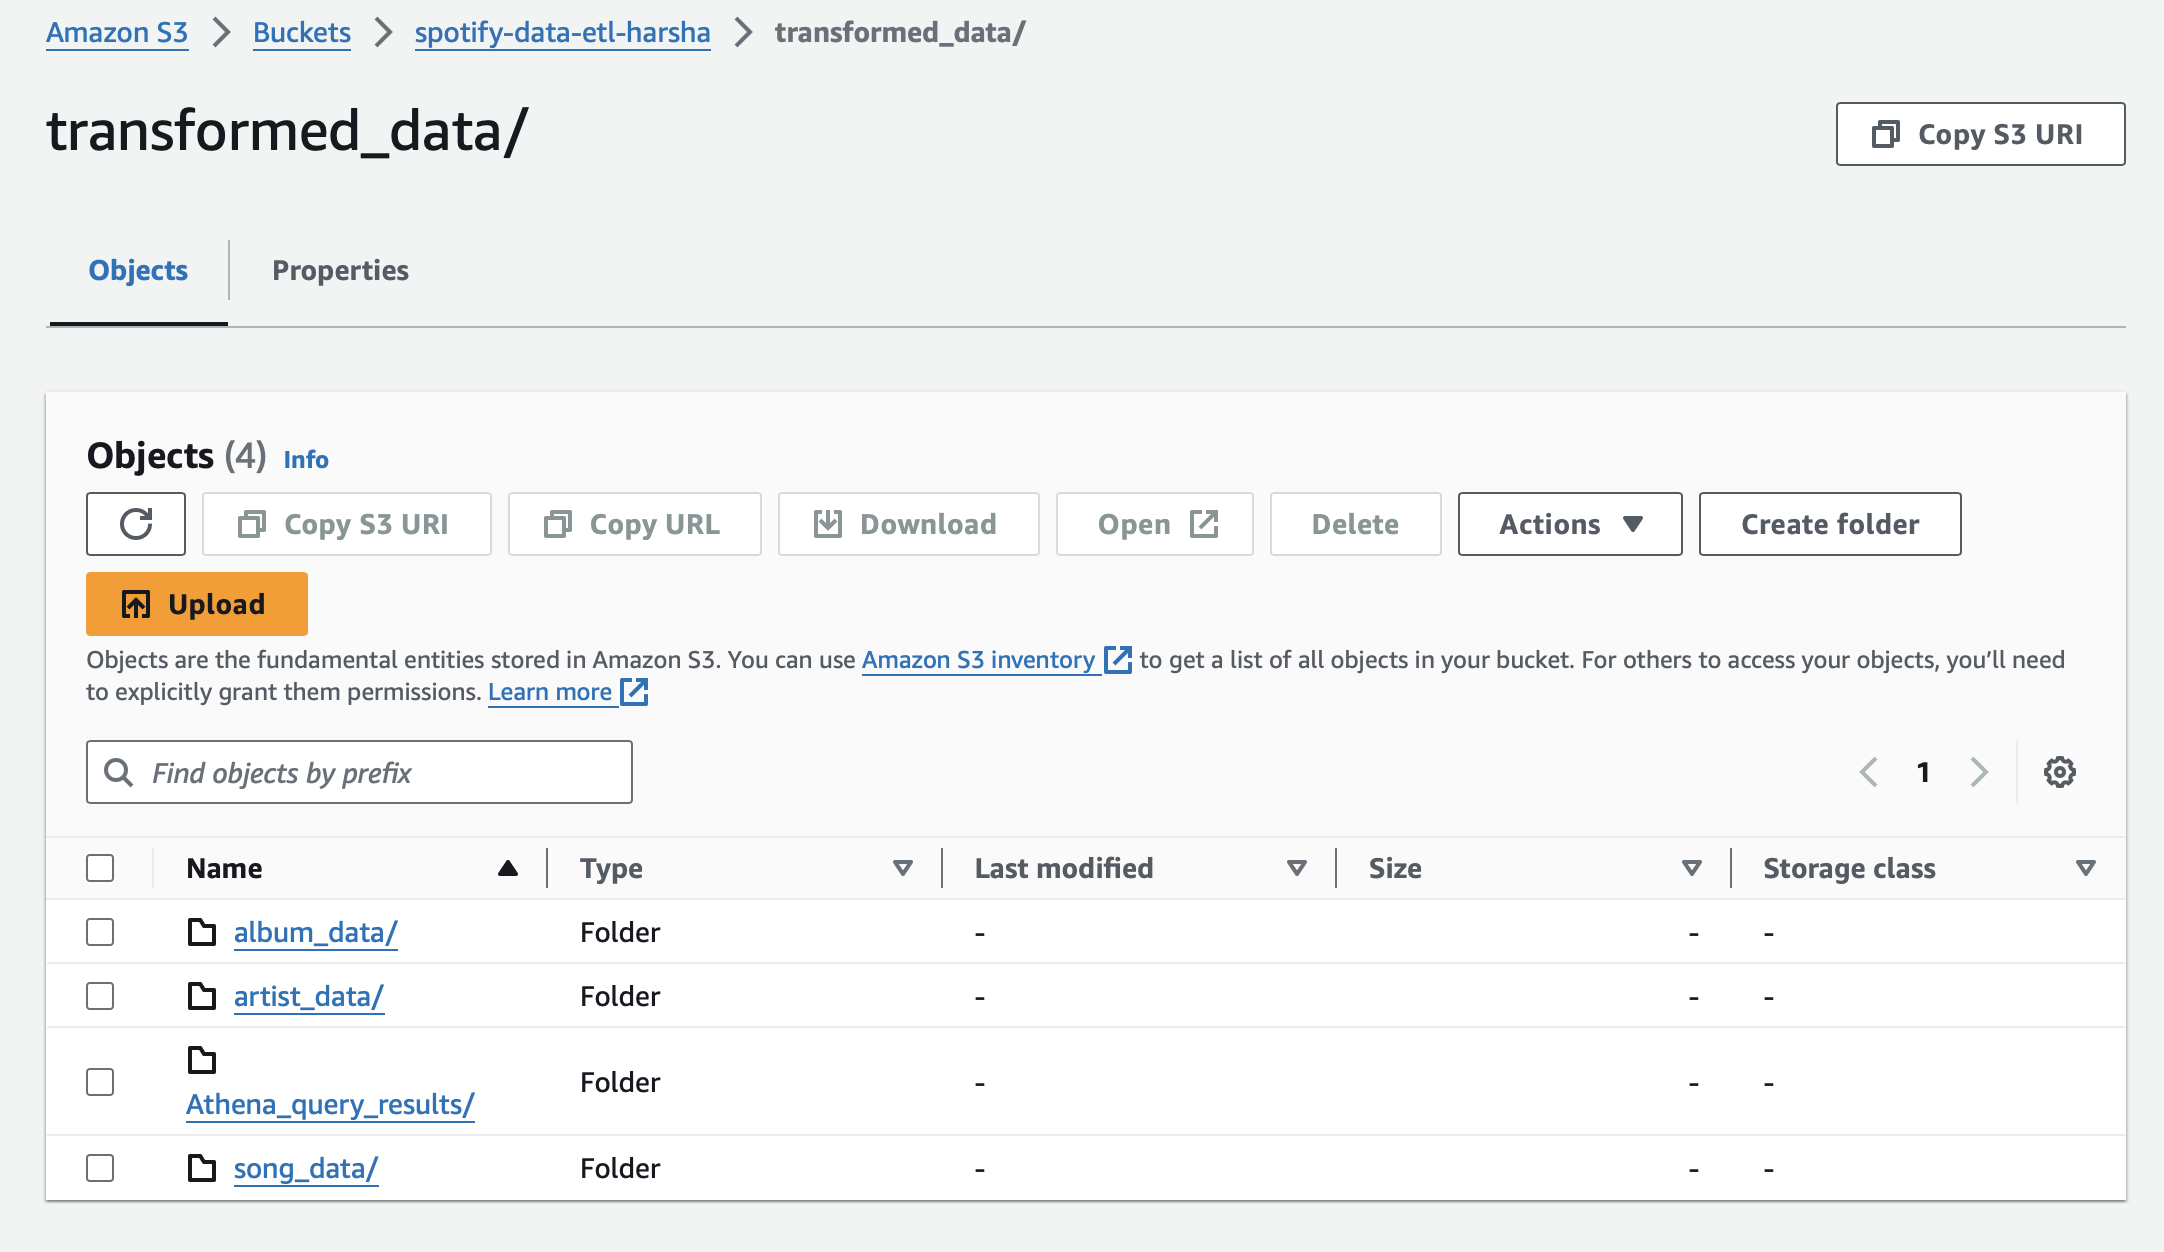 Amazon S3 > Buckets > spotify-data-etl-harsha > transformed_data/
transformed_data/
Copy S3 URI
Objects Properties
Objects (4) Info
Copy S3 URI Copy URL Download Open Delete Actions Create folder
Upload
Objects are the fundamental entities stored in Amazon S3. You can use Amazon S3 inventory to get a list of all objects in your bucket. For others to access your objects, you’ll need
to explicitly grant them permissions. Learn more
Find objects by prefix
1
Name Type Last modified Size Storage class
album_data/ Folder - - -
artist_data/ Folder - - -
Athena_query_results/ Folder - - -
song_data/ Folder - - -